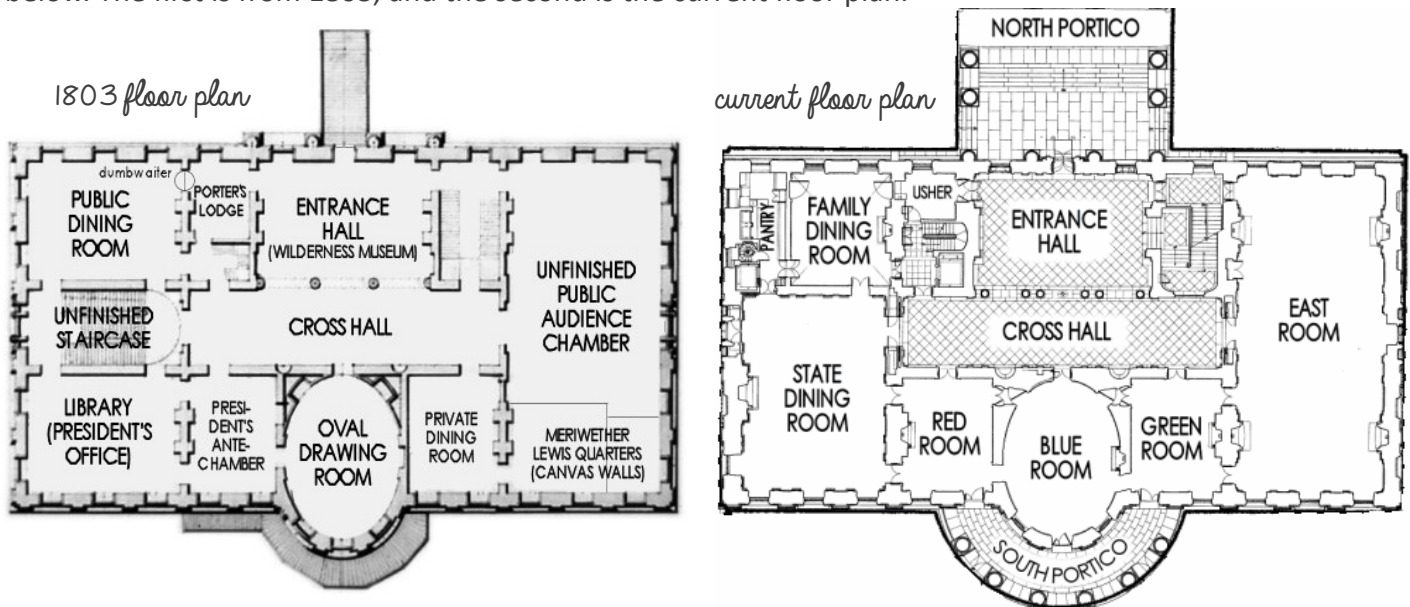 below. The first is from 1803, and the second is the current floor plan.
1803 floor plan
dumbwaiter
PUBLIC
DINING
ROOM
PORTER'S
LODGE
ENTRANCE
HALL
(WILDERNESS MUSEUM)
UNFINISHED
PUBLIC
AUDIENCE
CHAMBER
UNFINISHED
STAIRCASE
CROSS HALL
LIBRARY
(PRESIDENT'S
OFFICE)
PRESI-
DENT'S
ANTE-
CHAMBER
OVAL
DRAWING
ROOM
PRIVATE
DINING
ROOM
MERIWETHER
LEWIS QUARTERS
(CANVAS WALLS)
current floor plan
NORTH PORTICO
PANTRY
FAMILY
DINING
ROOM
USHER
ENTRANCE
HALL
EAST
ROOM
CROSS HALL
STATE
DINING
ROOM
RED
ROOM
BLUE
ROOM
GREEN
ROOM
SOUTH PORTICO